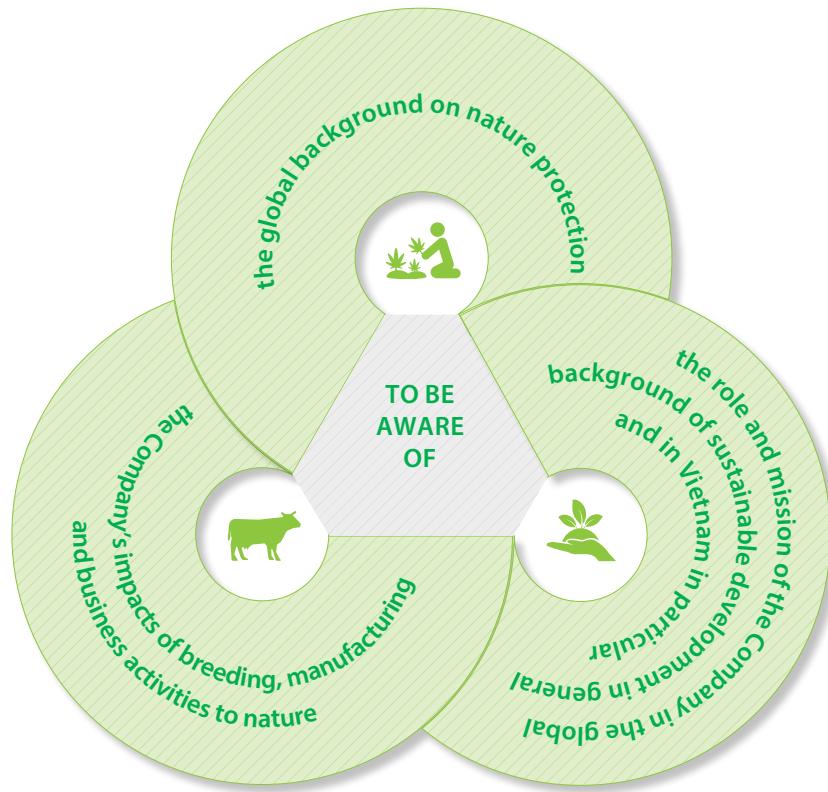 the global background on nature protection
TO BE
AWARE
OF
the role and mission of the Company in the global
background of sustainable development in general
and in Vietnam in particular
the Company's impacts of breeding, manufacturing
and business activities to nature